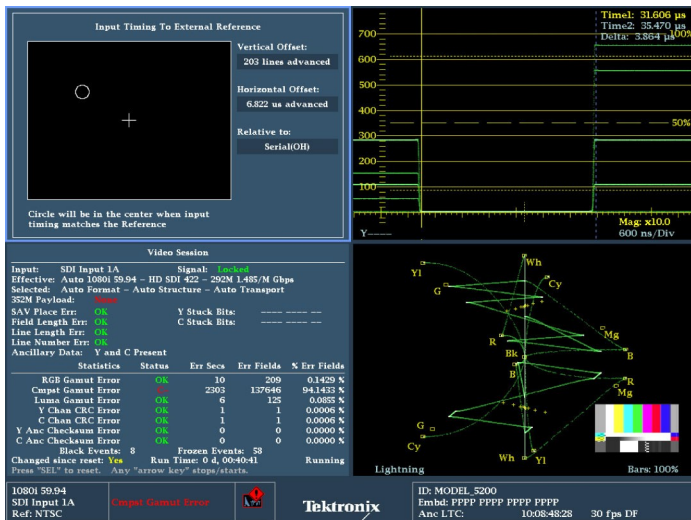 Input Timing To External Reference
Vertical Offset:
203 lines advanced
Horizontal Offset:
6.822 us advanced
Relative to:
Serial(0H)
Circle will be in the center when input
timing matches the Reference
Time1: 31.606 µs
Time2: 35.470 µs
Delta: 3.864 µs
100%
700
600
500
400
50%
300
200
100
Mag: x10.0
Y----
600 ns/Div
Video Session
Input: SDI Input 1A Signal: Locked
Effective: Auto 1080i 59.94 - HD SDI 422 - 292M 1.485/M Gbps
Selected: Auto Format - Auto Structure - Auto Transport
352M Payload:
SAV Place Err: OK Y Stuck Bits: ---- ---- --
Field Length Err: OK C Stuck Bits: ---- ---- --
Line Length Err: OK
Line Number Err: OK
Ancillary Data: Y and C Present
Statistics Status Err Secs Err Fields % Err Fields
RGB Gamut Error OK 10 209 0.1429 %
Cmpst Gamut Error 2303 137646 94.1433 %
Luma Gamut Error OK 6 125 0.0855 %
Y Chan CRC Error OK 1 1 0.0006 %
C Chan CRC Error OK 1 1 0.0006 %
Y Anc Checksum Error OK 0 0 0.0000 %
C Anc Checksum Error OK 0 0 0.0000 %
Black Events: 8 Frozen Events: 58
Changed since reset: Yes Run Time: 0 d, 00:40:41 Running
Press "SEL" to reset. Any "arrow key" stops/starts.
Yl
Wh
Cy
G
Mg
R
Bk
B
B
R
Mg
G
Cy
Wh
Yl
Lightning
Bars: 100%
1080i 59.94
SDI Input 1A
Ref: NTSC
Cmpst Gamut Error
Tektronix
ID: MODEL_5200
Embd: PPPP PPPP PPPP PPPP
Anc LTC: 10:08:48:28 30 fps DF